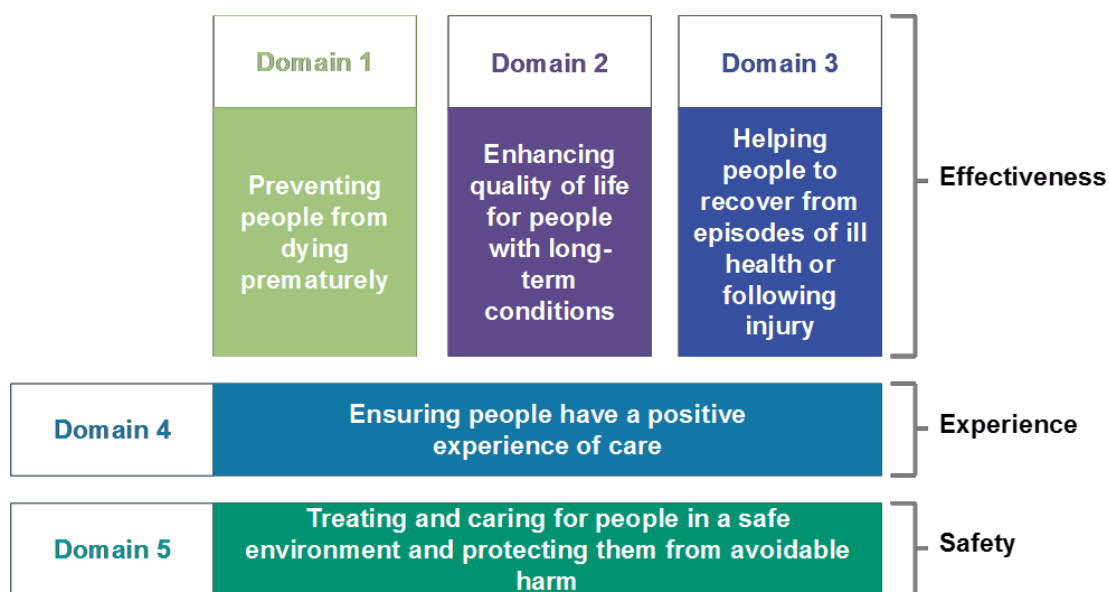 Domain 1
Preventing
people from
dying
prematurely
Domain 2
Enhancing
quality of life
for people
with long-
term
conditions
Domain 3
Helping
people to
recover from
episodes of ill
health or
following
injury
Effectiveness
Domain 4
Ensuring people have a positive
experience of care
Experience
Domain 5
Treating and caring for people in a safe
environment and protecting them from avoidable
harm
Safety